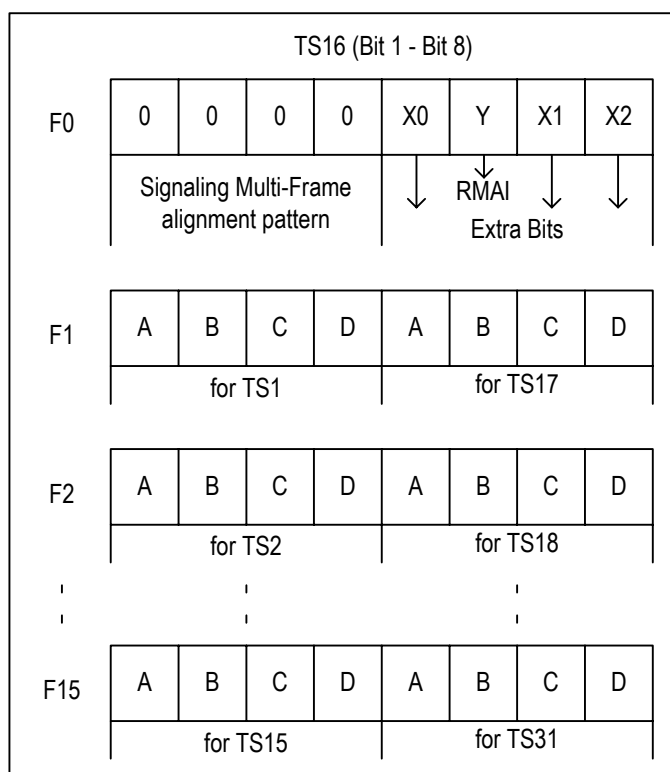 TS16 (Bit 1 - Bit 8)
F0 0 0 0 0 X0 Y X1 X2
Signaling Multi-Frame
alignment pattern
RMAI
Extra Bits
F1 A B C D A B C D
for TS1 for TS17
F2 A B C D A B C D
for TS2 for TS18
F15 A B C D A B C D
for TS15 for TS31